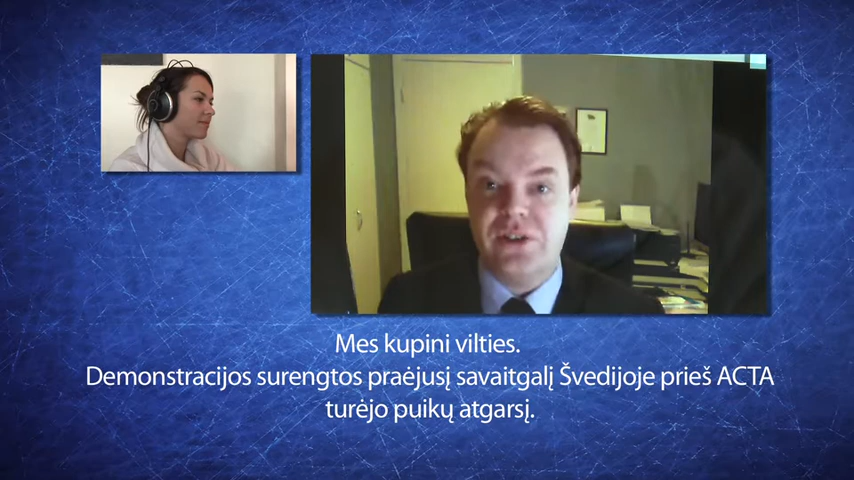 Mes kupini vilties.
Demonstracijos surengtos praėjusį savaitgalį Švedijoje prieš ACTA
turėjo puikų atgarsį.